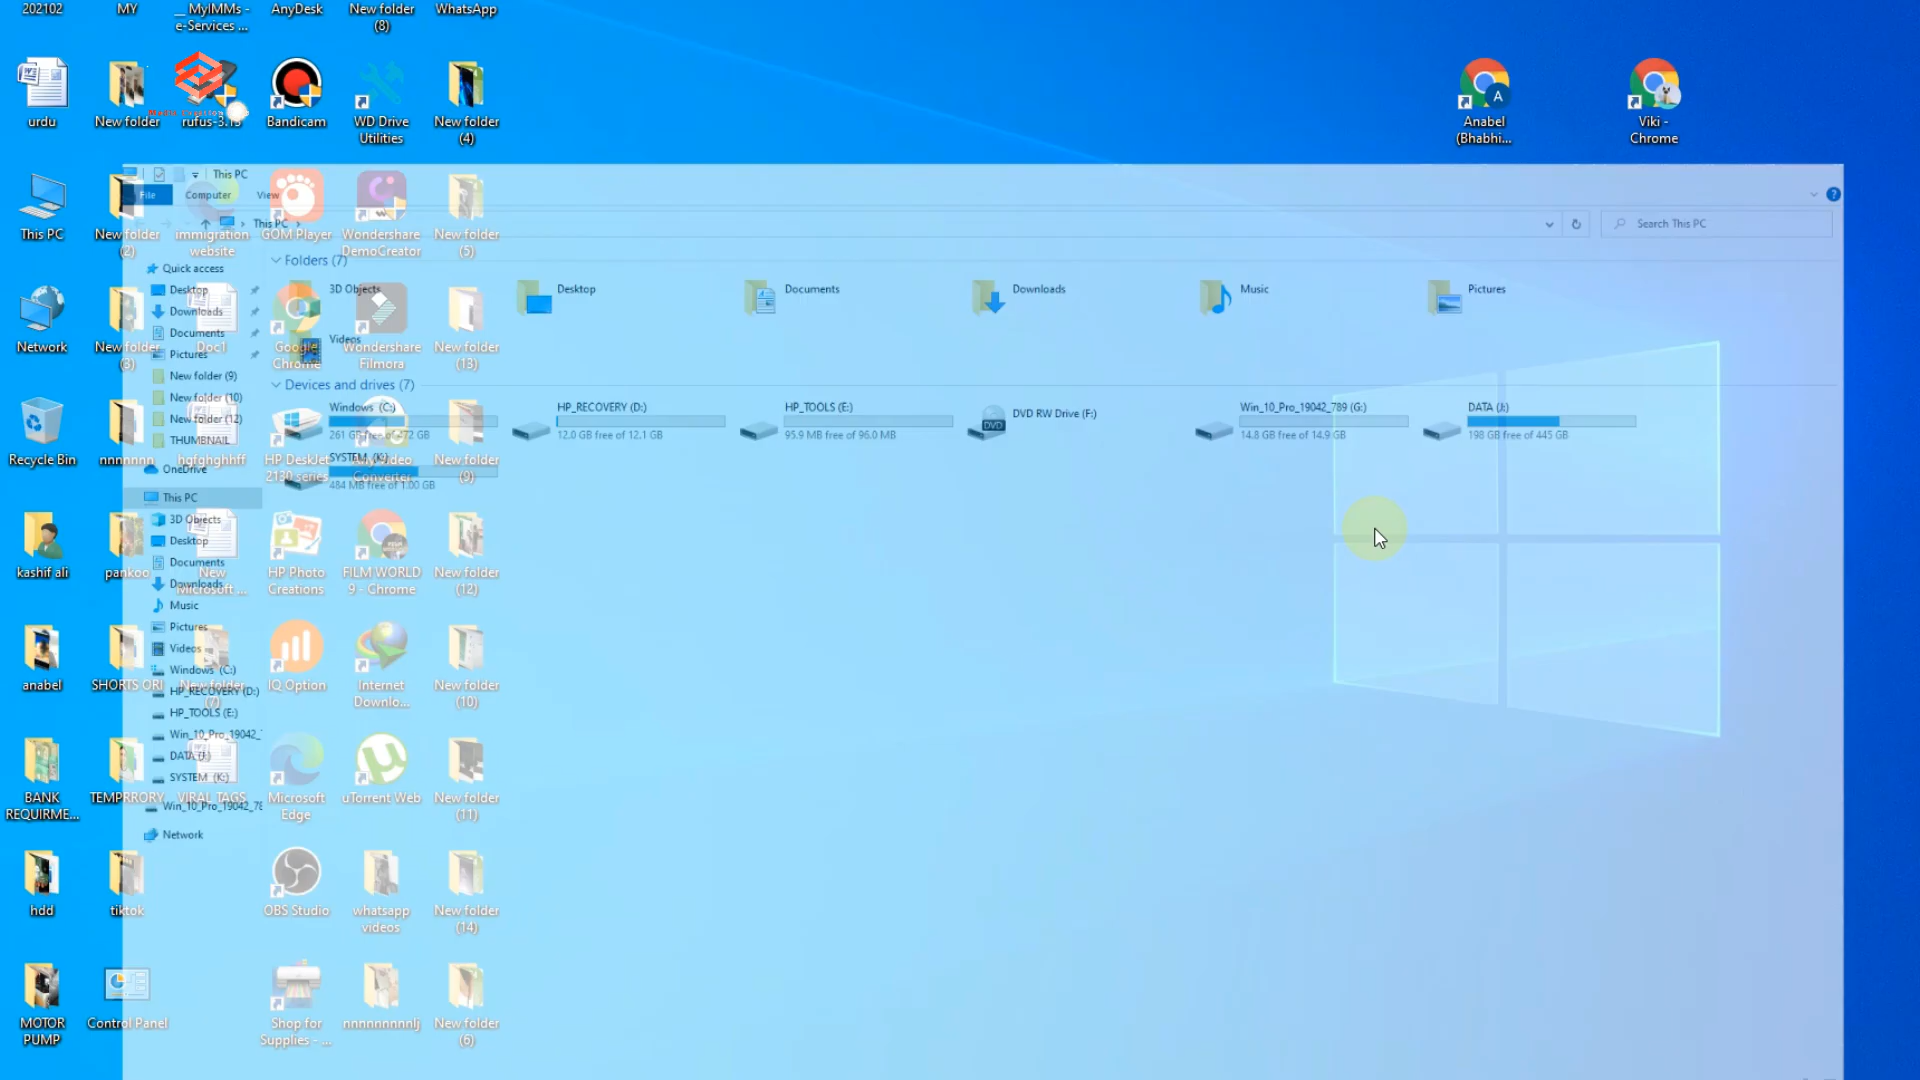 202102
MY
__ MyIMMs -
e-Services ...
AnyDesk
New folder
(8)
WhatsApp
urdu
New folder
rufus-3.13
Bandicam
WD Drive
Utilities
New folder
(4)
Anabel
(Bhabhi...
Viki -
Chrome
This PC
File
Computer
View
This PC
Search This PC
This PC
New folder
(2)
immigration
website
GOM Player
Wondershare
DemoCreator
New folder
(5)
Network
New folder
(3)
Doc1
Google
Chrome
Wondershare
Filmora
New folder
(13)
Recycle Bin
nnnnnnn
hgfghghhff
HP DeskJet
2130 series
Any Video
Converter
New folder
(9)
kashif ali
pankoo
New
Microsoft ...
HP Photo
Creations
FILM WORLD
9 - Chrome
New folder
(12)
anabel
SHORTS ORI
New folder
(7)
IQ Option
Internet
Downlo...
New folder
(10)
BANK
REQUIRME...
TEMPRRORY
VIRAL TAGS
Microsoft
Edge
uTorrent Web
New folder
(11)
hdd
tiktok
OBS Studio
whatsapp
videos
New folder
(14)
MOTOR
PUMP
Control Panel
Shop for
Supplies - ...
nnnnnnnnnlj
New folder
(6)
Quick access
Desktop
Downloads
Documents
Pictures
New folder (9)
New folder (10)
New folder (12)
THUMBNAIL
OneDrive
This PC
3D Objects
Desktop
Documents
Downloads
Music
Pictures
Videos
Windows (C:)
HP_RECOVERY (D:)
HP_TOOLS (E:)
Win_10_Pro_19042_
DATA (J:)
SYSTEM (K:)
Win_10_Pro_19042_78
Network
Folders (7)
3D Objects
Desktop
Documents
Downloads
Music
Pictures
Videos
Devices and drives (7)
Windows (C:)
261 GB free of 472 GB
HP_RECOVERY (D:)
12.0 GB free of 12.1 GB
HP_TOOLS (E:)
95.9 MB free of 96.0 MB
DVD RW Drive (F:)
DVD
Win_10_Pro_19042_789 (G:)
14.8 GB free of 14.9 GB
DATA (J:)
198 GB free of 445 GB
SYSTEM (K:)
484 MB free of 1.00 GB